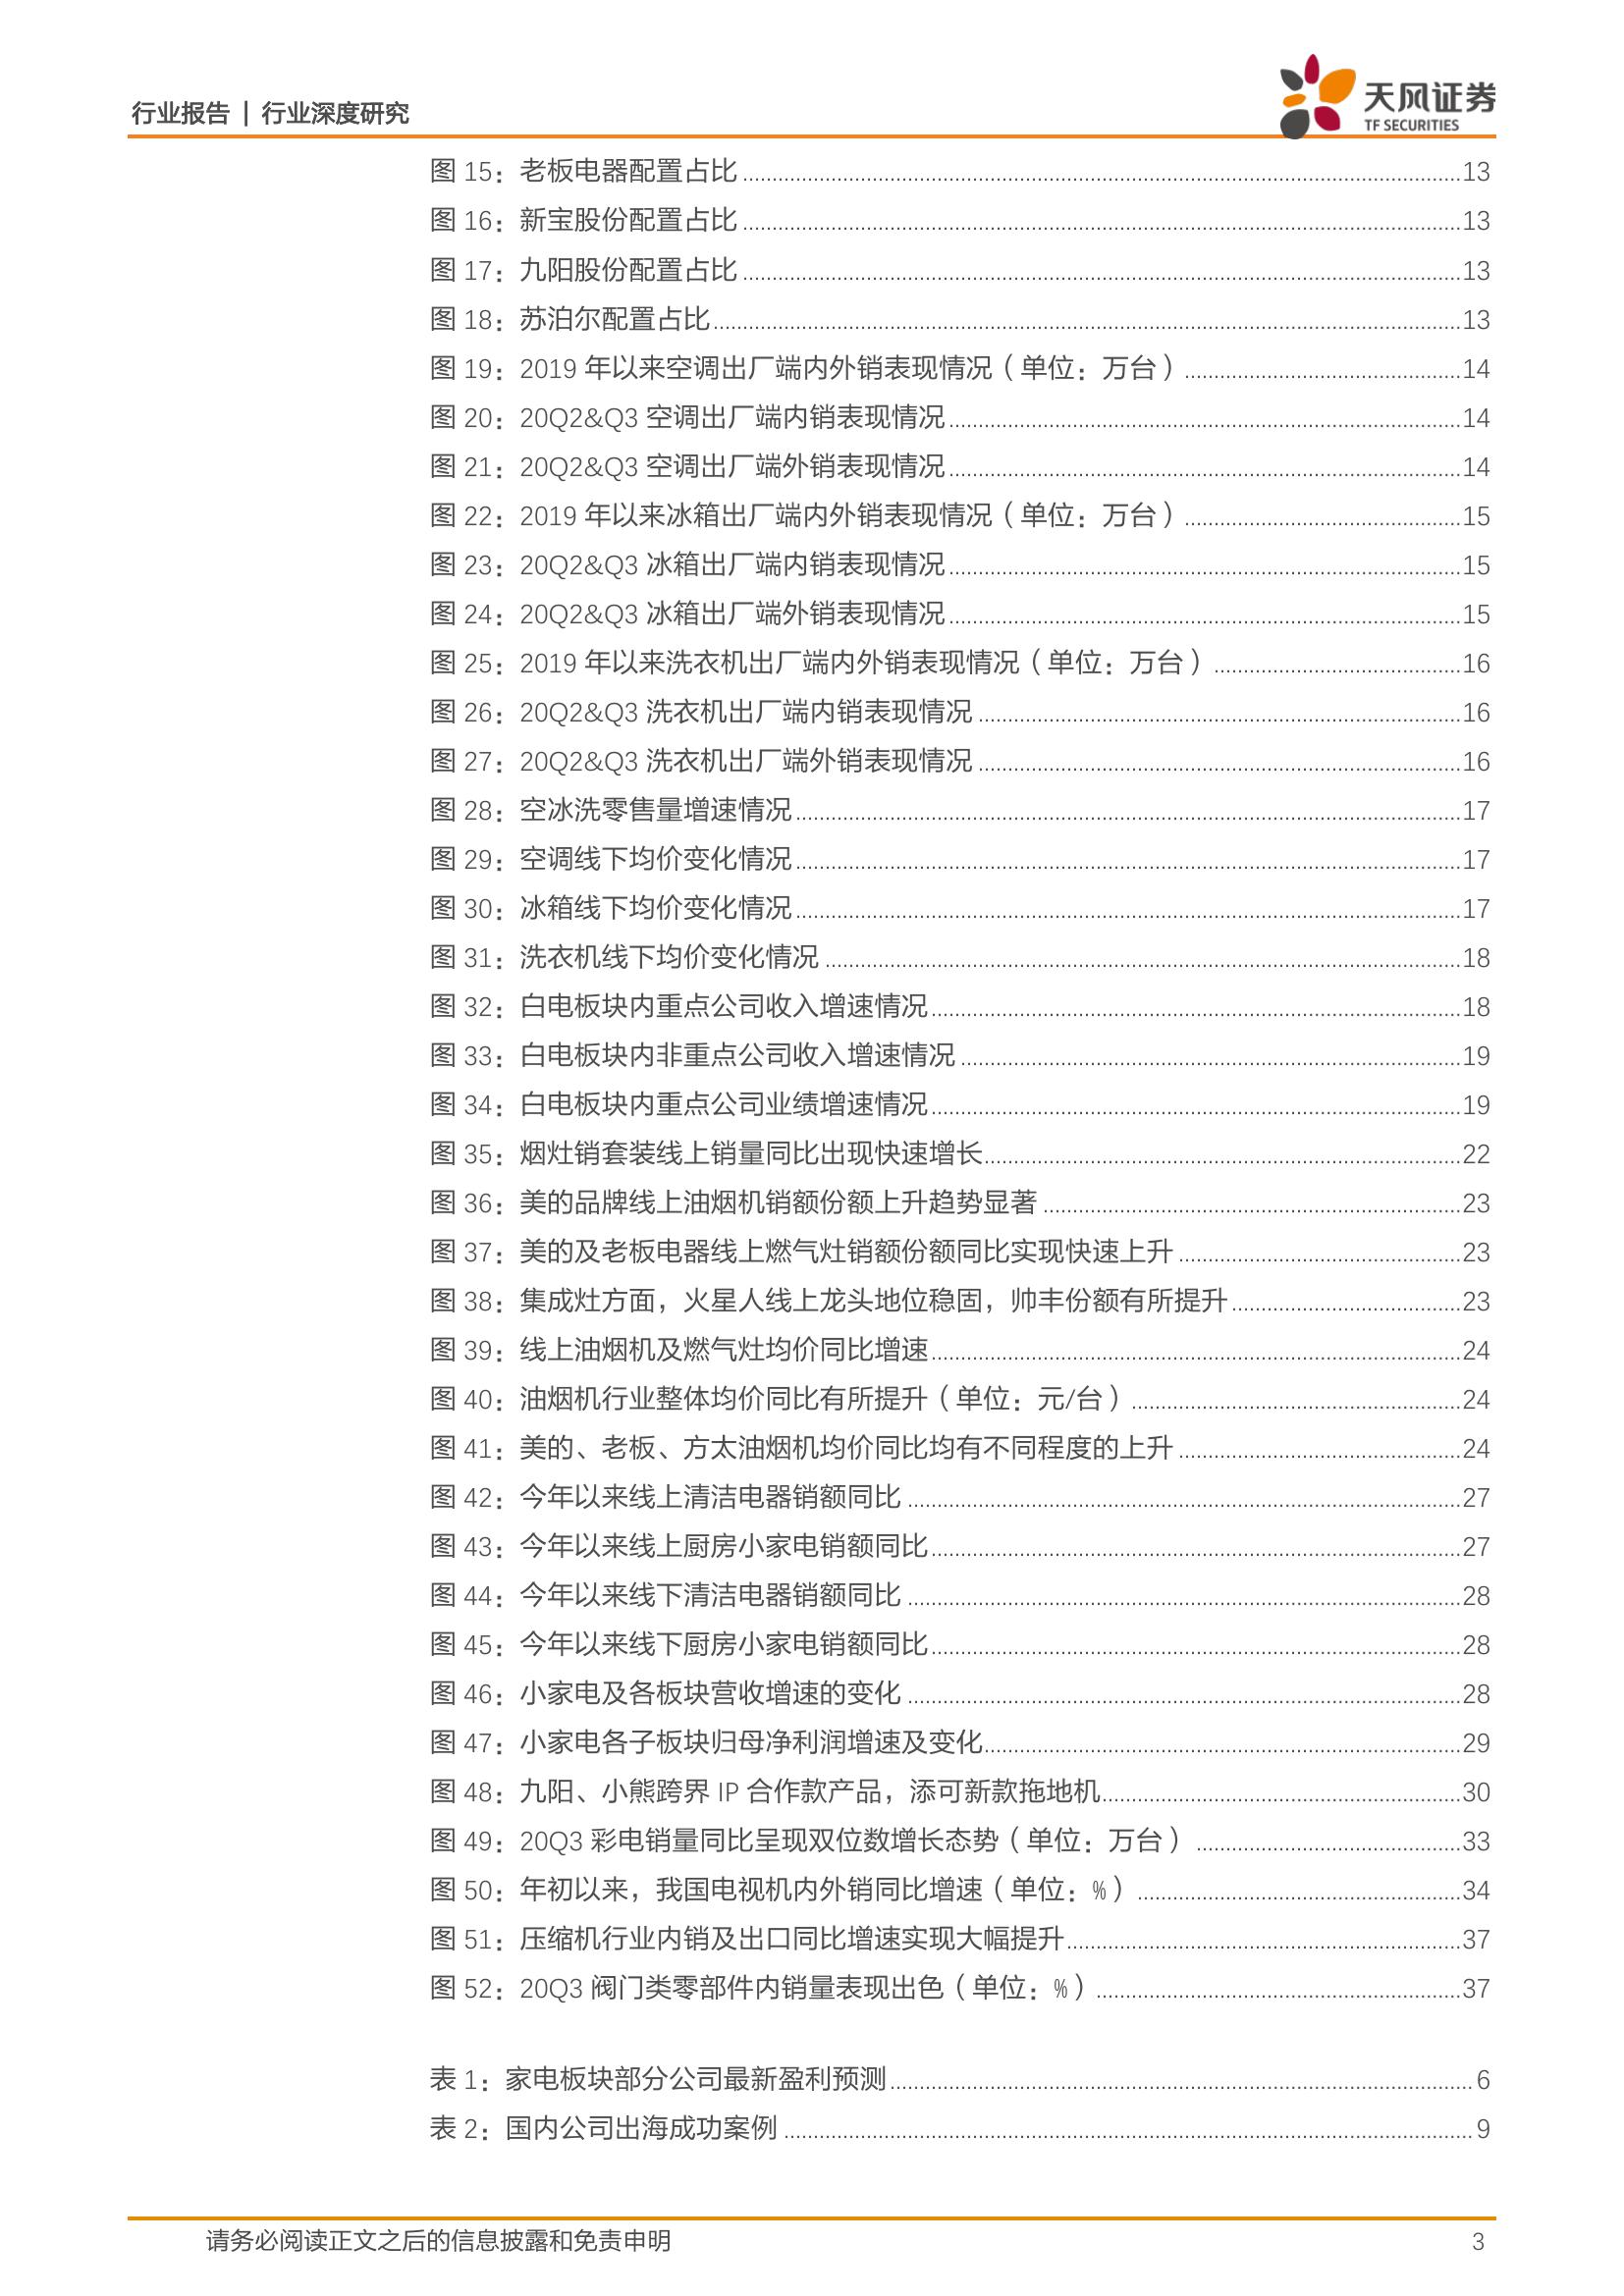 行业报告 | 行业深度研究
天风证券
TF SECURITIES
图 15：老板电器配置占比 13
图 16：新宝股份配置占比 13
图 17：九阳股份配置占比 13
图 18：苏泊尔配置占比 13
图 19：2019 年以来空调出厂端内外销表现情况（单位：万台） 14
图 20：20Q2&Q3 空调出厂端内销表现情况 14
图 21：20Q2&Q3 空调出厂端外销表现情况 14
图 22：2019 年以来冰箱出厂端内外销表现情况（单位：万台） 15
图 23：20Q2&Q3 冰箱出厂端内销表现情况 15
图 24：20Q2&Q3 冰箱出厂端外销表现情况 15
图 25：2019 年以来洗衣机出厂端内外销表现情况（单位：万台） 16
图 26：20Q2&Q3 洗衣机出厂端内销表现情况 16
图 27：20Q2&Q3 洗衣机出厂端外销表现情况 16
图 28：空冰洗零售量增速情况 17
图 29：空调线下均价变化情况 17
图 30：冰箱线下均价变化情况 17
图 31：洗衣机线下均价变化情况 18
图 32：白电板块内重点公司收入增速情况 18
图 33：白电板块内非重点公司收入增速情况 19
图 34：白电板块内重点公司业绩增速情况 19
图 35：烟灶销套装线上销量同比出现快速增长 22
图 36：美的品牌线上油烟机销额份额上升趋势显著 23
图 37：美的及老板电器线上燃气灶销额份额同比实现快速上升 23
图 38：集成灶方面，火星人线上龙头地位稳固，帅丰份额有所提升 23
图 39：线上油烟机及燃气灶均价同比增速 24
图 40：油烟机行业整体均价同比有所提升（单位：元/台） 24
图 41：美的、老板、方太油烟机均价同比均有不同程度的上升 24
图 42：今年以来线上清洁电器销额同比 27
图 43：今年以来线上厨房小家电销额同比 27
图 44：今年以来线下清洁电器销额同比 28
图 45：今年以来线下厨房小家电销额同比 28
图 46：小家电及各板块营收增速的变化 28
图 47：小家电各子板块归母净利润增速及变化 29
图 48：九阳、小熊跨界 IP 合作款产品，添可新款拖地机 30
图 49：20Q3 彩电销量同比呈现双位数增长态势（单位：万台） 33
图 50：年初以来，我国电视机内外销同比增速（单位：%） 34
图 51：压缩机行业内销及出口同比增速实现大幅提升 37
图 52：20Q3 阀门类零部件内销量表现出色（单位：%） 37
表 1：家电板块部分公司最新盈利预测 6
表 2：国内公司出海成功案例 9
请务必阅读正文之后的信息披露和免责申明 3